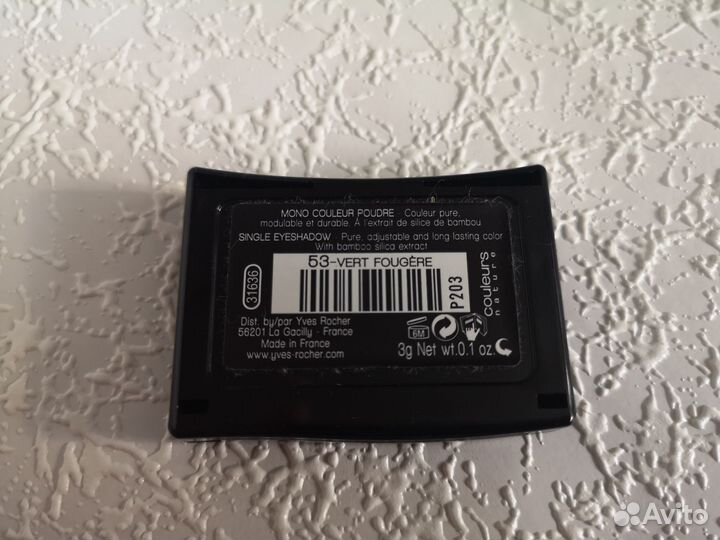 MONO COULEUR POUDRE - Couleur pure,
modulable et durable. À l'extrait de silice de bambou
SINGLE EYESHADOW - Pure, adjustable and long lasting color
With bamboo silica extract
53-VERT FOUGÈRE
31636
P203
couleurs
nature
Dist. by/par Yves Rocher
56201 La Gacilly - France
Made in France
www.yves-rocher.com
6M
3g Net wt.0.1 oz.
Avito